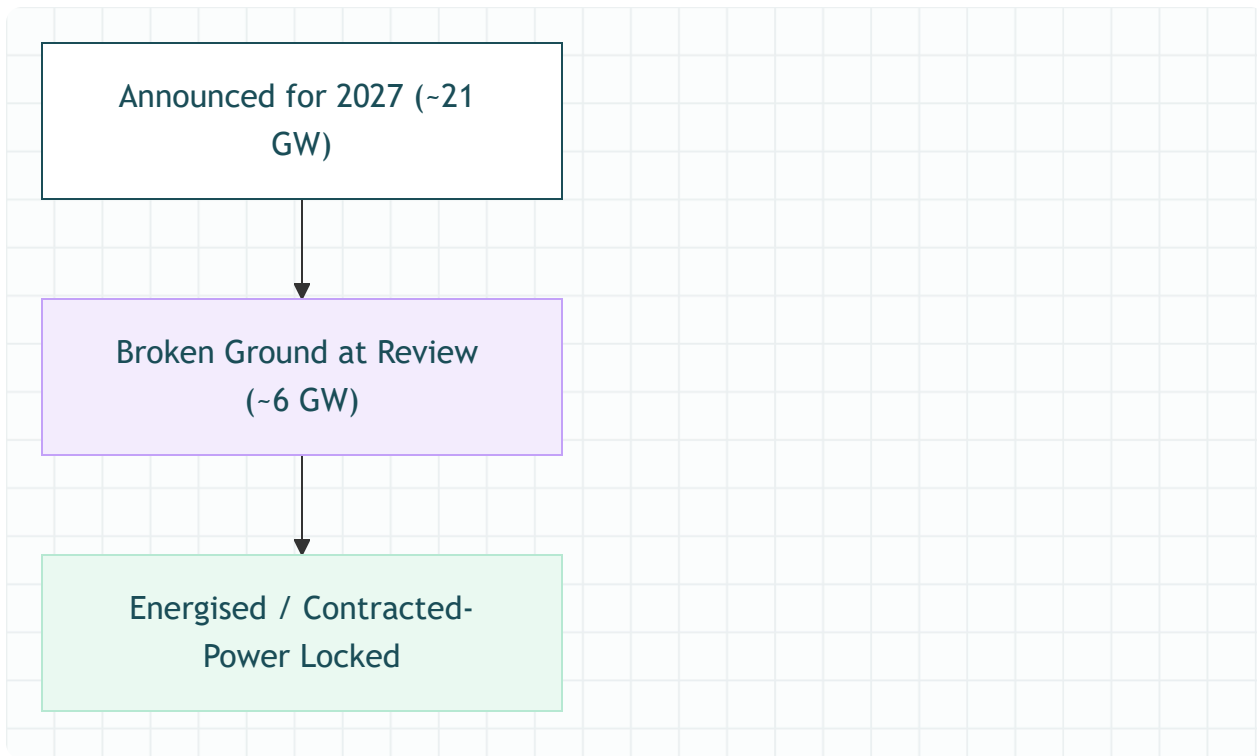 Announced for 2027 (~21
GW)
Broken Ground at Review
(~6 GW)
Energised / Contracted-
Power Locked